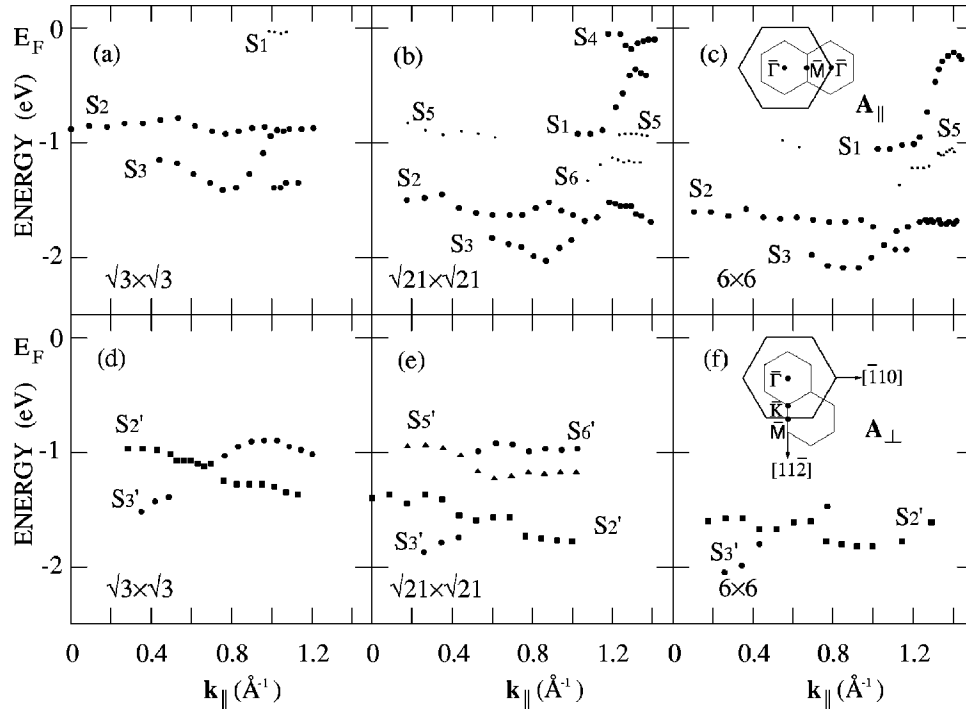 E_F 0
(a) S1
(b) S4
(c) Γ̄ M̄ Γ̄
A∥
ENERGY (eV)
S2
S5 S1 S5
S1 S5
-1
S3
S2 S6
S2
-2
S3
S3
√3×√3
√21×√21
6×6
E_F 0
(d)
(e)
(f) Γ̄ [1̄10]
K̄
M̄ A⊥
[112̄]
ENERGY (eV)
S2'
S5' S6'
-1
S3'
S3' S2'
S3' S2'
-2
√3×√3
√21×√21
6×6
0 0.4 0.8 1.2 0 0.4 0.8 1.2 0 0.4 0.8 1.2
k∥(Å⁻¹) k∥(Å⁻¹) k∥(Å⁻¹)